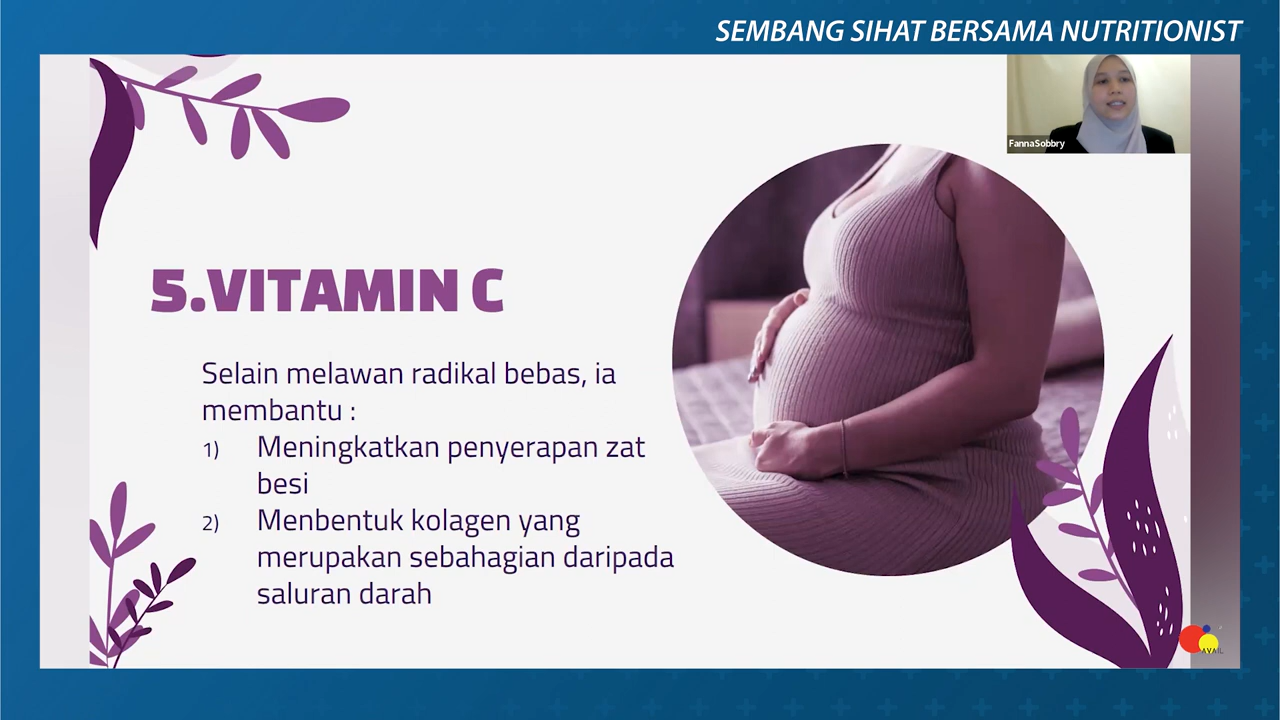 SEMBANG SIHAT BERSAMA NUTRITIONIST
FannaSobbry
5.VITAMIN C
Selain melawan radikal bebas, ia
membantu :
1) Meningkatkan penyerapan zat
besi
2) Menbentuk kolagen yang
merupakan sebahagian daripada
saluran darah
AVAIL